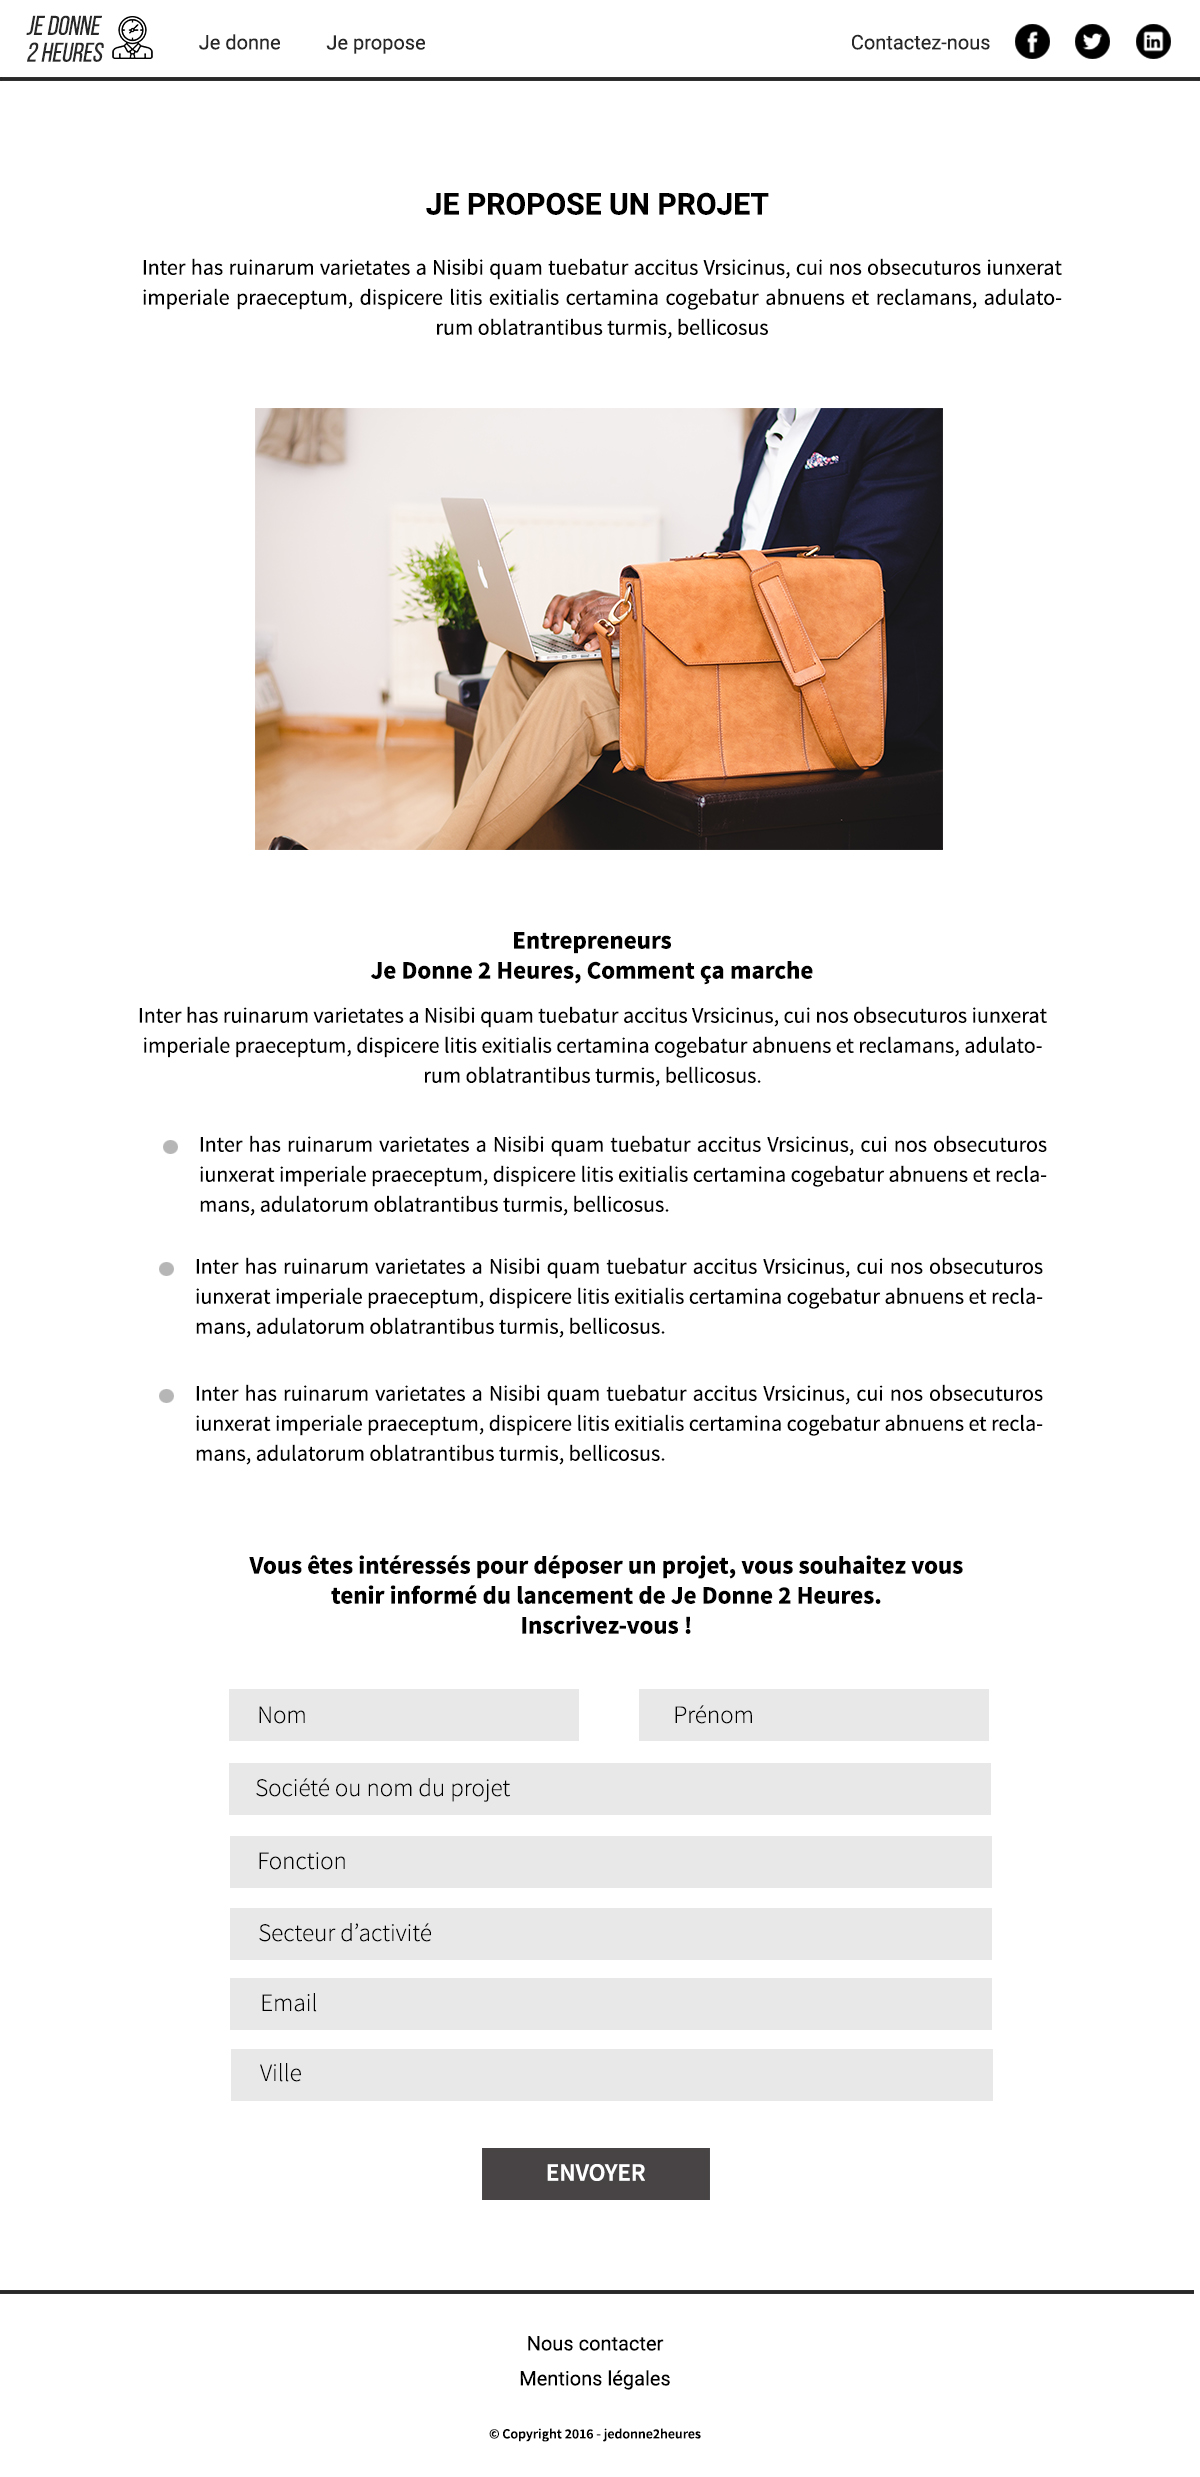 JE DONNE
2 HEURES
Je donne
Je propose
Contactez-nous
JE PROPOSE UN PROJET
Inter has ruinarum varietates a Nisibi quam tuebatur accitus Vrsicinus, cui nos obsecuturos iunxerat
imperiale praeceptum, dispicere litis exitialis certamina cogebatur abnuens et reclamans, adulato-
rum oblatrantibus turmis, bellicosus
Entrepreneurs
Je Donne 2 Heures, Comment ça marche
Inter has ruinarum varietates a Nisibi quam tuebatur accitus Vrsicinus, cui nos obsecuturos iunxerat
imperiale praeceptum, dispicere litis exitialis certamina cogebatur abnuens et reclamans, adulato-
rum oblatrantibus turmis, bellicosus.
Inter has ruinarum varietates a Nisibi quam tuebatur accitus Vrsicinus, cui nos obsecuturos
iunxerat imperiale praeceptum, dispicere litis exitialis certamina cogebatur abnuens et recla-
mans, adulatorum oblatrantibus turmis, bellicosus.
Inter has ruinarum varietates a Nisibi quam tuebatur accitus Vrsicinus, cui nos obsecuturos
iunxerat imperiale praeceptum, dispicere litis exitialis certamina cogebatur abnuens et recla-
mans, adulatorum oblatrantibus turmis, bellicosus.
Inter has ruinarum varietates a Nisibi quam tuebatur accitus Vrsicinus, cui nos obsecuturos
iunxerat imperiale praeceptum, dispicere litis exitialis certamina cogebatur abnuens et recla-
mans, adulatorum oblatrantibus turmis, bellicosus.
Vous êtes intéressés pour déposer un projet, vous souhaitez vous
tenir informé du lancement de Je Donne 2 Heures.
Inscrivez-vous !
Nom
Prénom
Société ou nom du projet
Fonction
Secteur d’activité
Email
Ville
ENVOYER
Nous contacter
Mentions légales
© Copyright 2016 - jedonne2heures